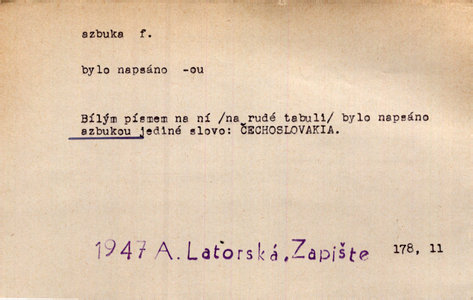 azbuka f.
bylo napsáno -ou
Bílým písmem na ní /na rudé tabuli/ bylo napsáno
azbukou jediné slovo: ČECHOSLOVAKIA.
1947 A. Laťorská, Zapište 178, 11